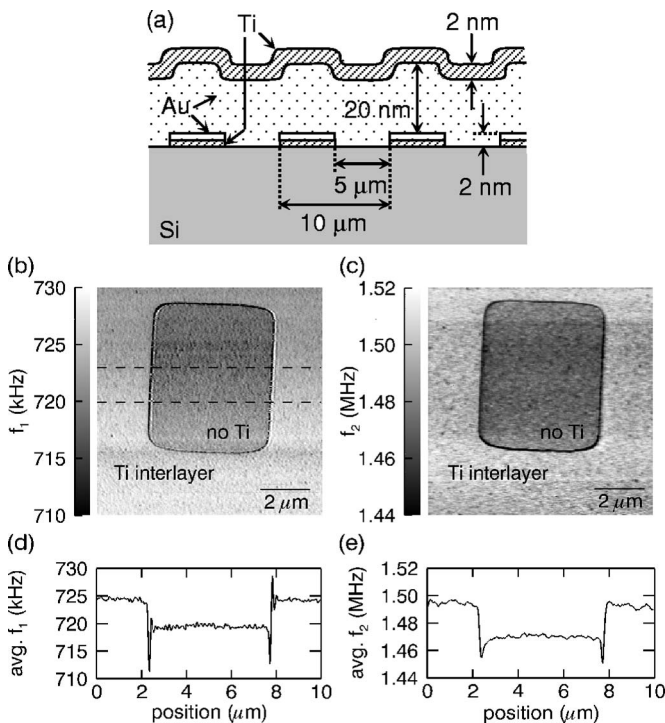 (a)
Ti
2 nm
Au
20 nm
5 μm
2 nm
10 μm
Si
(b)
(c)
730
725
720
715
710
f1 (kHz)
no Ti
Ti interlayer
2 μm
1.52
1.50
1.48
1.46
1.44
f2 (MHz)
no Ti
Ti interlayer
2 μm
(d)
(e)
730
725
720
715
710
avg. f1 (kHz)
0 2 4 6 8 10
position (μm)
1.52
1.50
1.48
1.46
1.44
avg. f2 (MHz)
0 2 4 6 8 10
position (μm)